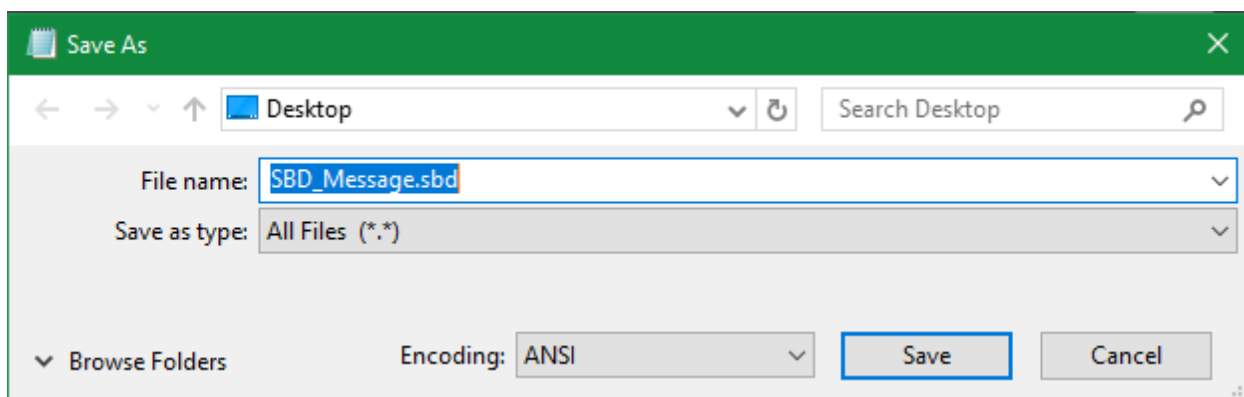 Save As
Desktop
Search Desktop
File name: SBD_Message.sbd
Save as type: All Files (*.*)
Browse Folders
Encoding: ANSI
Save
Cancel